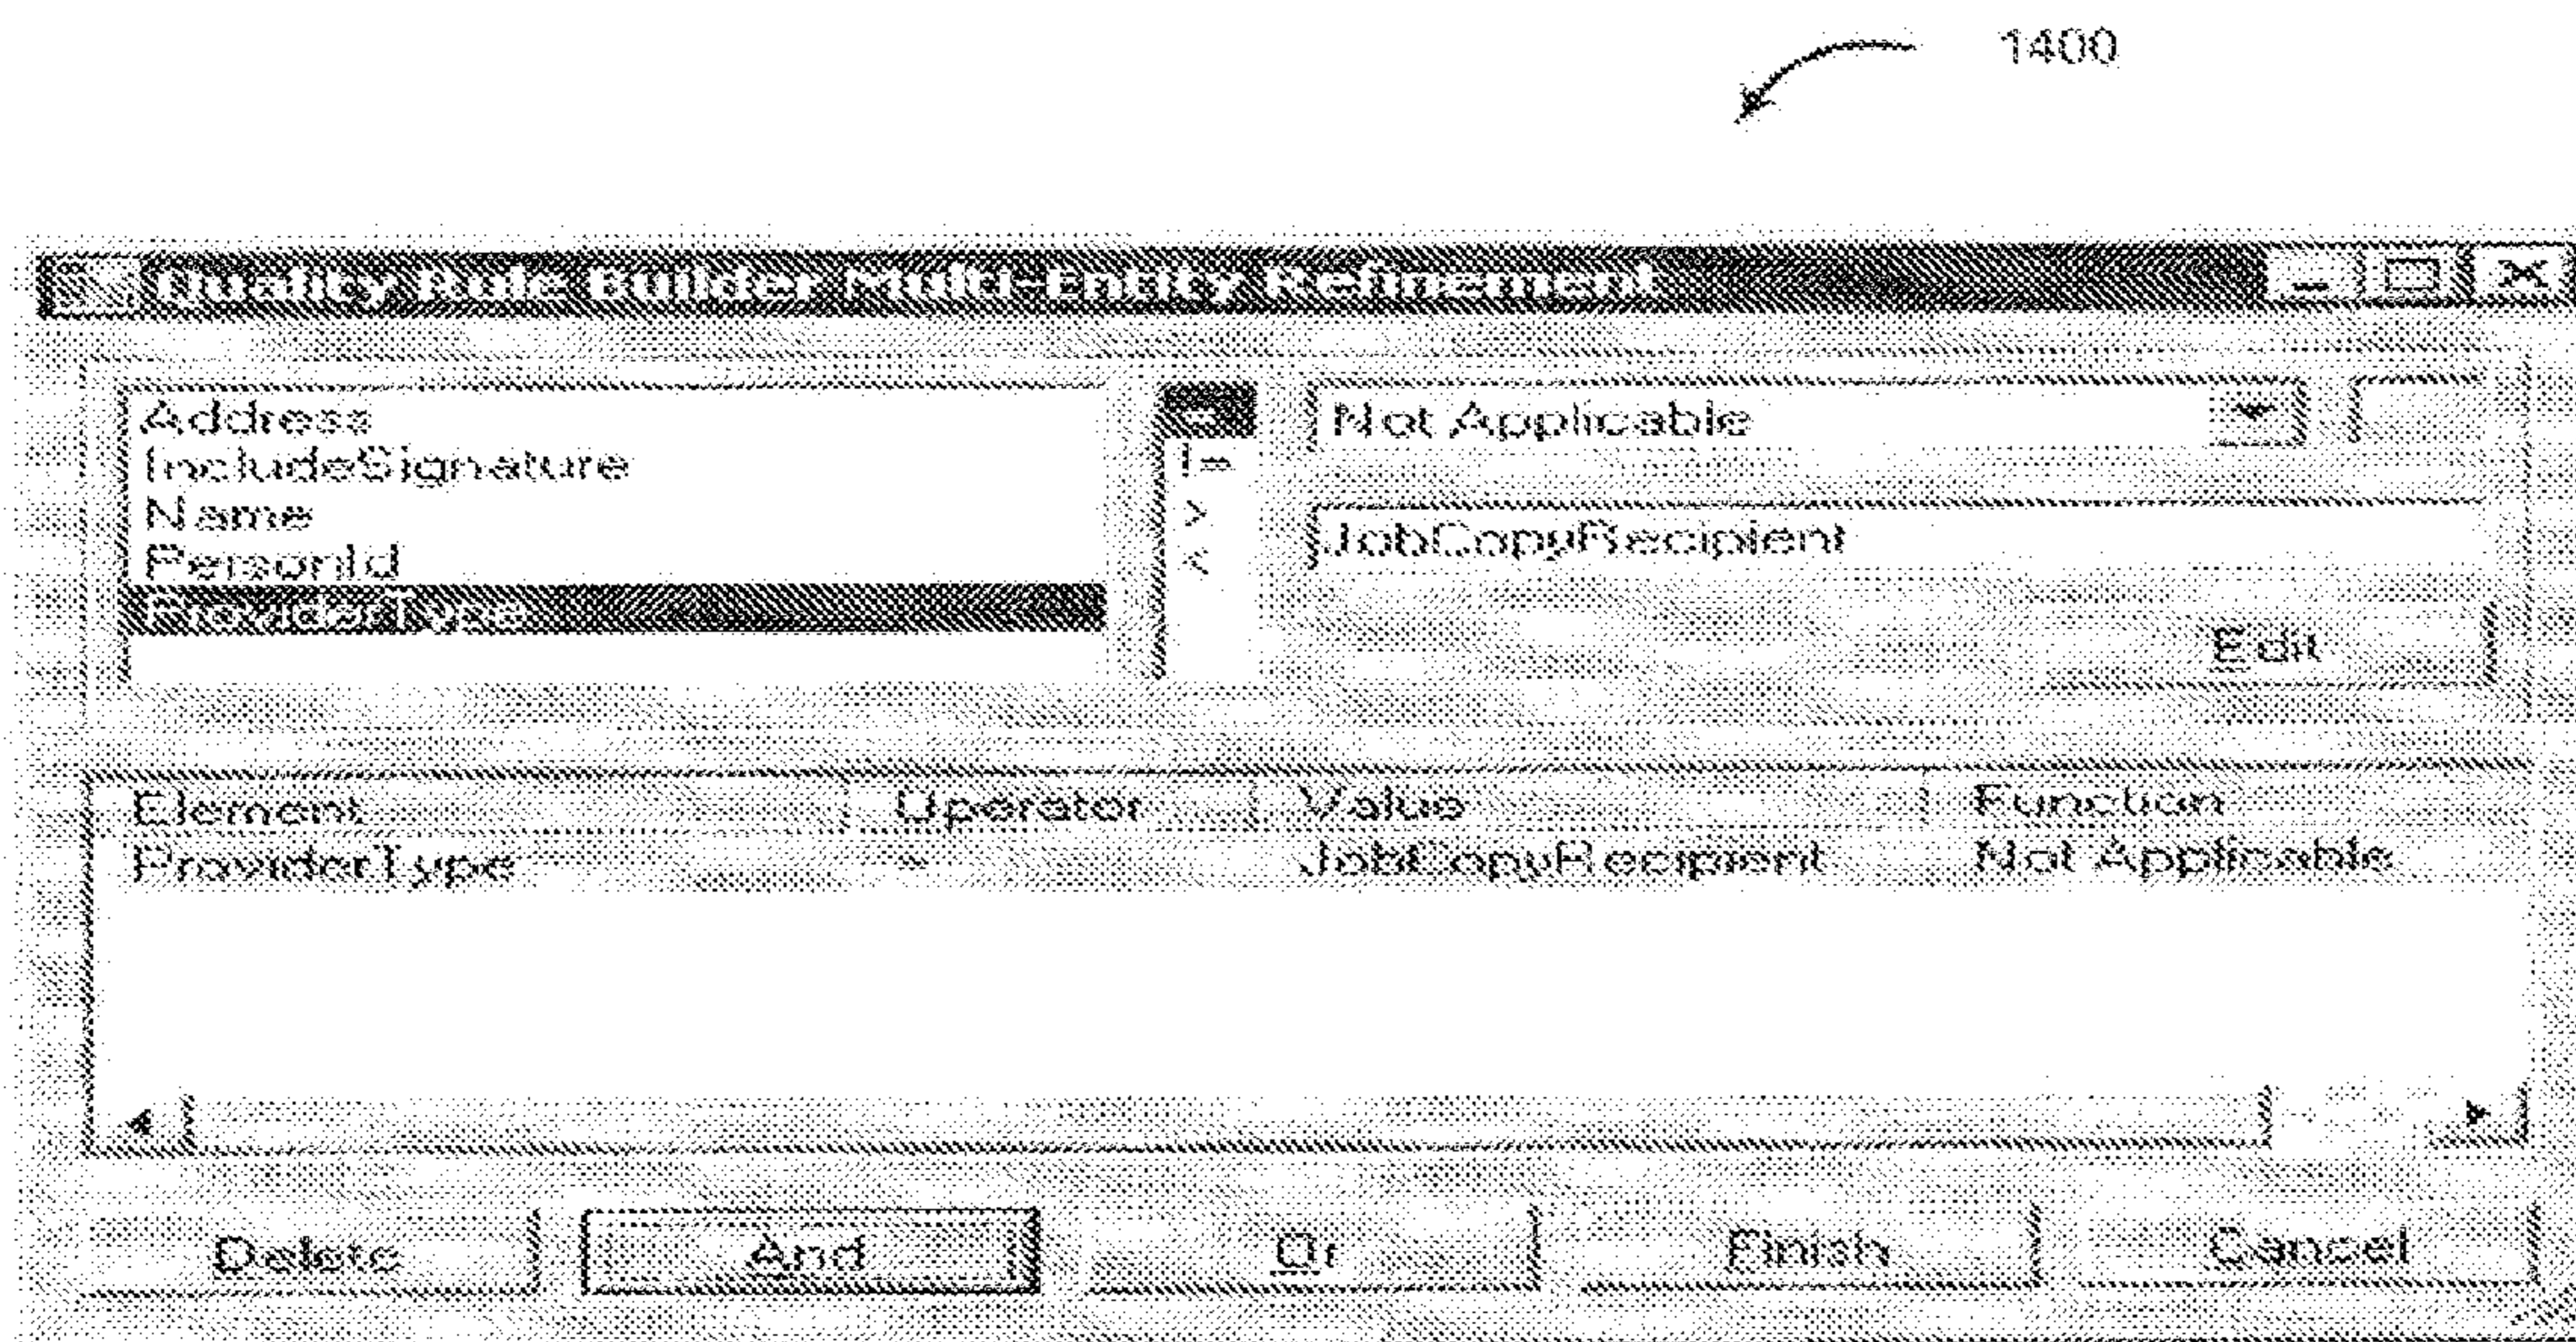 1400
Quality Rule Builder Multi-Entity Refinement
Address
IncludeSignature
Name
PersonId
ProviderType
=
!=
>
<
Not Applicable
JobCopyRecipient
Edit
Element Operator Value Function
ProviderType = JobCopyRecipient Not Applicable
Delete And Or Finish Cancel